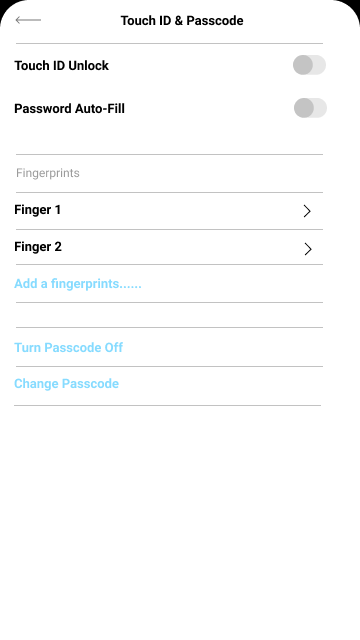 Touch ID & Passcode
Touch ID Unlock
Password Auto-Fill
Fingerprints
Finger 1
Finger 2
Add a fingerprints......
Turn Passcode Off
Change Passcode